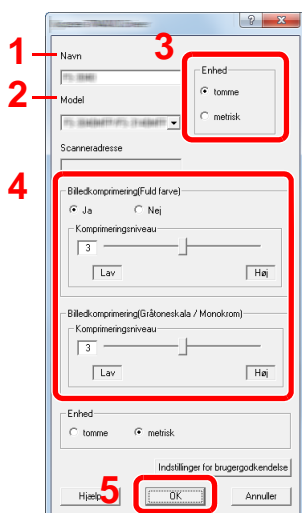 1
Navn
3
Enhed
tomme
metrisk
2
Model
Scanneradresse
4
Billedkomprimering(Fuld farve)
Ja Nej
Komprimeringsniveau
3
Lav Høj
Billedkomprimering(Gråtoneskala / Monokrom)
Komprimeringsniveau
3
Lav Høj
Enhed
tomme metrisk
Indstillinger for brugergodkendelse
5
Hjælp OK Annuller